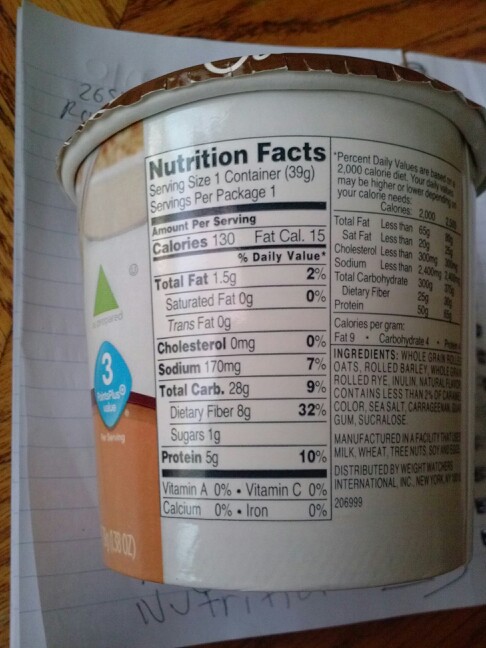 265
Nutrition Facts
Serving Size 1 Container (39g)
Servings Per Package 1
Amount Per Serving
Calories 130 Fat Cal. 15
% Daily Value*
Total Fat 1.5g 2%
Saturated Fat 0g 0%
Trans Fat 0g
Cholesterol 0mg 0%
Sodium 170mg 7%
Total Carb. 28g 9%
Dietary Fiber 8g 32%
Sugars 1g
Protein 5g 10%
Vitamin A 0% • Vitamin C 0%
Calcium 0% • Iron 0%
*Percent Daily Values are based on a
2,000 calorie diet. Your daily values
may be higher or lower depending on
your calorie needs:
Calories: 2,000
Total Fat Less than 65g
Sat Fat Less than 20g
Cholesterol Less than 300mg
Sodium Less than 2,400mg
Total Carbohydrate 300g
Dietary Fiber 25g
Protein 50g
Calories per gram:
Fat 9 • Carbohydrate 4 •
INGREDIENTS: WHOLE GRAIN ROLLED
OATS, ROLLED BARLEY, WHOLE GRAIN
ROLLED RYE, INULIN, NATURAL FLAVOR
CONTAINS LESS THAN 2% OF CARAMEL
COLOR, SEA SALT, CARRAGEENAN, GUAR
GUM, SUCRALOSE.
MANUFACTURED IN A FACILITY THAT USES
MILK, WHEAT, TREE NUTS, SOY AND EGGS.
DISTRIBUTED BY WEIGHT WATCHERS
INTERNATIONAL, INC., NEW YORK, NY
206999
3
PointsPlus®
value
Per Serving
(1.38 OZ)